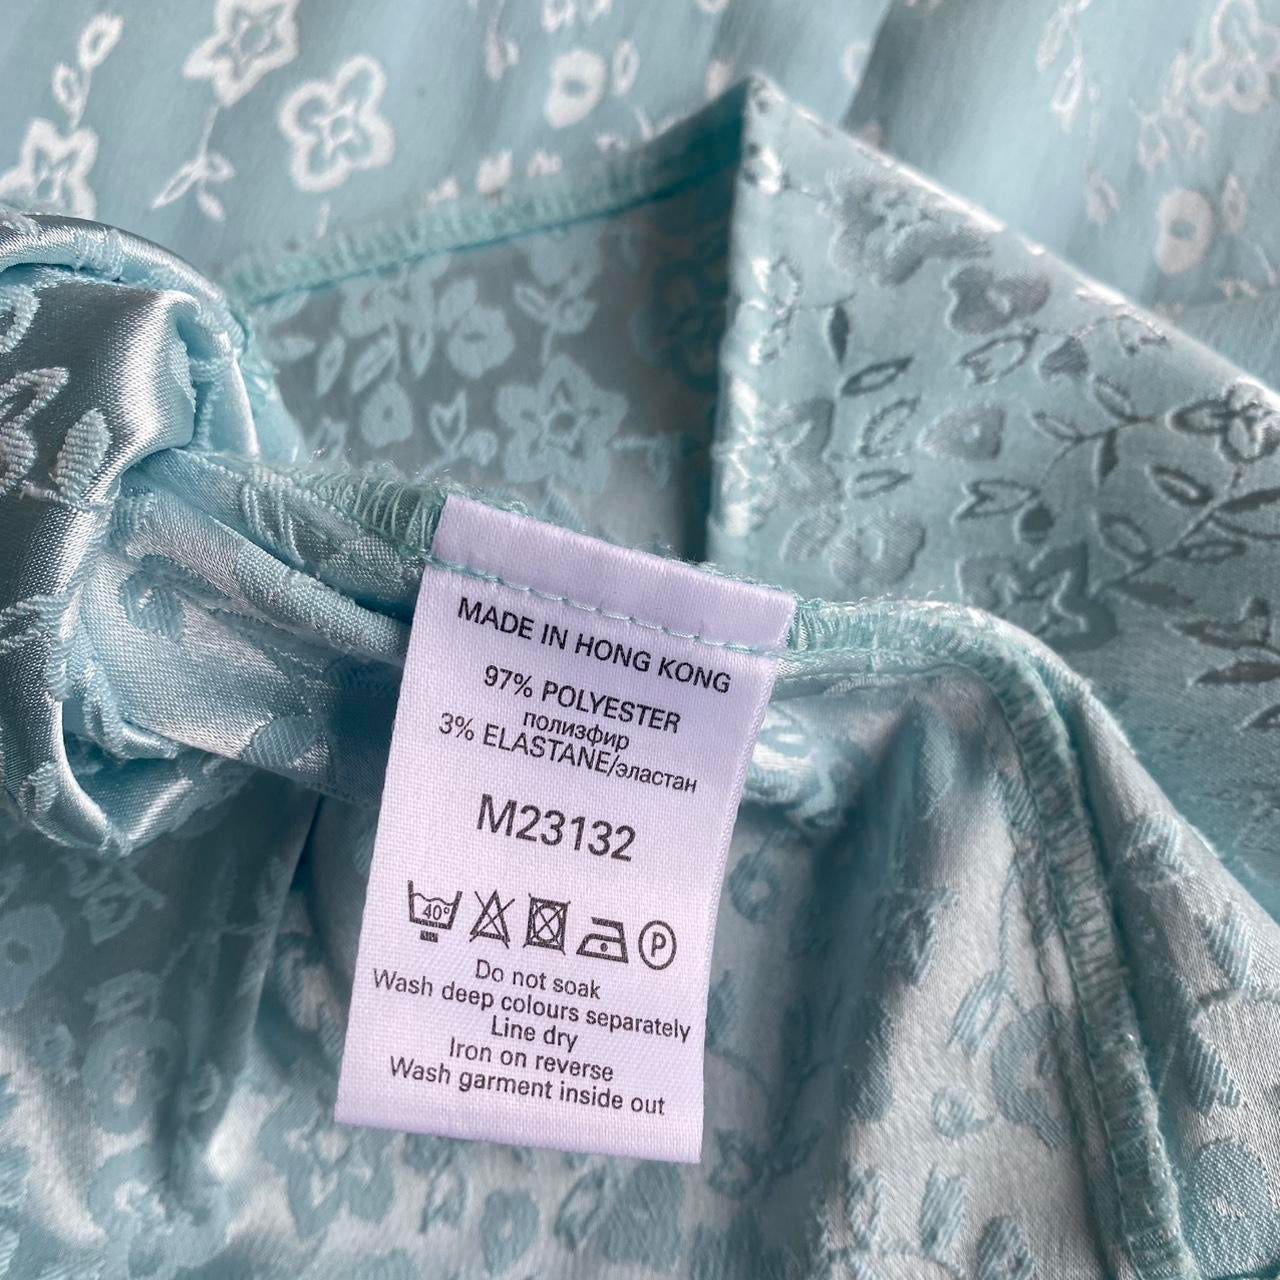 MADE IN HONG KONG
97% POLYESTER
полизфир
3% ELASTANE/эластан
M23132
40°
P
Do not soak
Wash deep colours separately
Line dry
Iron on reverse
Wash garment inside out